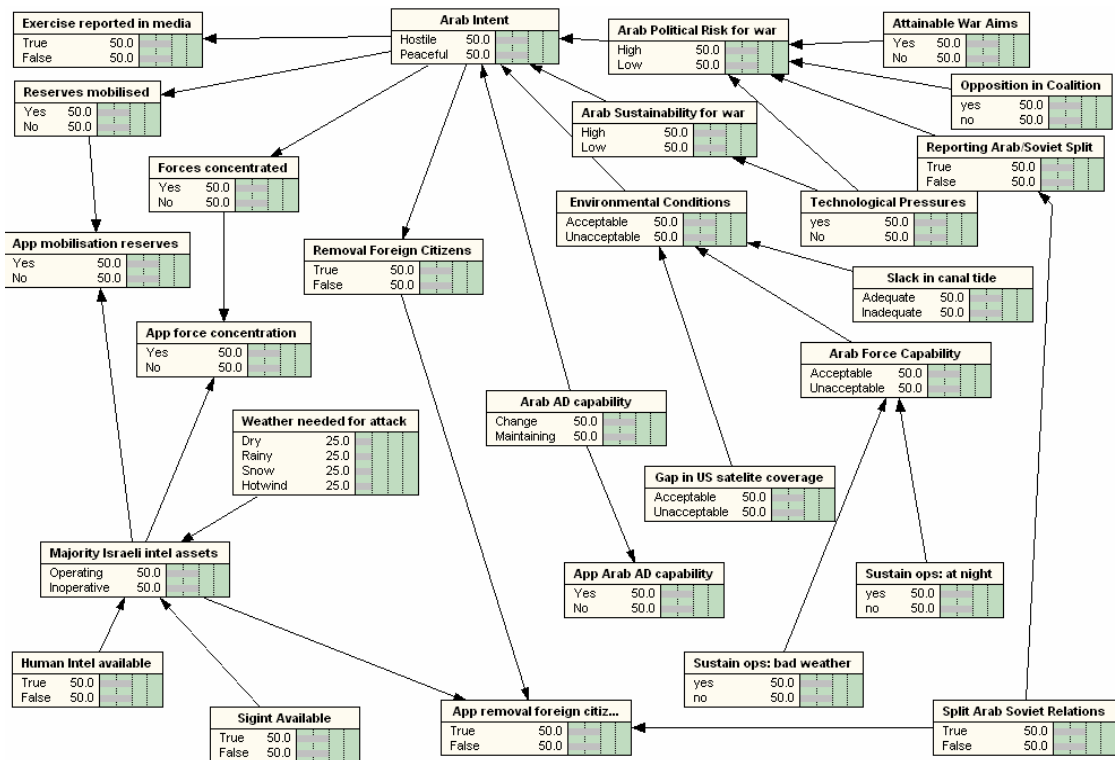 Exercise reported in media
True 50.0
False 50.0
Arab Intent
Hostile 50.0
Peaceful 50.0
Arab Political Risk for war
High 50.0
Low 50.0
Attainable War Aims
Yes 50.0
No 50.0
Reserves mobilised
Yes 50.0
No 50.0
Opposition in Coalition
yes 50.0
no 50.0
Arab Sustainability for war
High 50.0
Low 50.0
Reporting Arab/Soviet Split
True 50.0
False 50.0
Forces concentrated
Yes 50.0
No 50.0
Environmental Conditions
Acceptable 50.0
Unacceptable 50.0
Technological Pressures
yes 50.0
No 50.0
App mobilisation reserves
Yes 50.0
No 50.0
Removal Foreign Citizens
True 50.0
False 50.0
Slack in canal tide
Adequate 50.0
Inadequate 50.0
App force concentration
Yes 50.0
No 50.0
Arab Force Capability
Acceptable 50.0
Unacceptable 50.0
Arab AD capability
Change 50.0
Maintaining 50.0
Weather needed for attack
Dry 25.0
Rainy 25.0
Snow 25.0
Hotwind 25.0
Gap in US satelite coverage
Acceptable 50.0
Unacceptable 50.0
Majority Israeli intel assets
Operating 50.0
Inoperative 50.0
App Arab AD capability
Yes 50.0
No 50.0
Sustain ops: at night
yes 50.0
no 50.0
Human Intel available
True 50.0
False 50.0
Sustain ops: bad weather
yes 50.0
no 50.0
Sigint Available
True 50.0
False 50.0
App removal foreign citiz...
True 50.0
False 50.0
Split Arab Soviet Relations
True 50.0
False 50.0